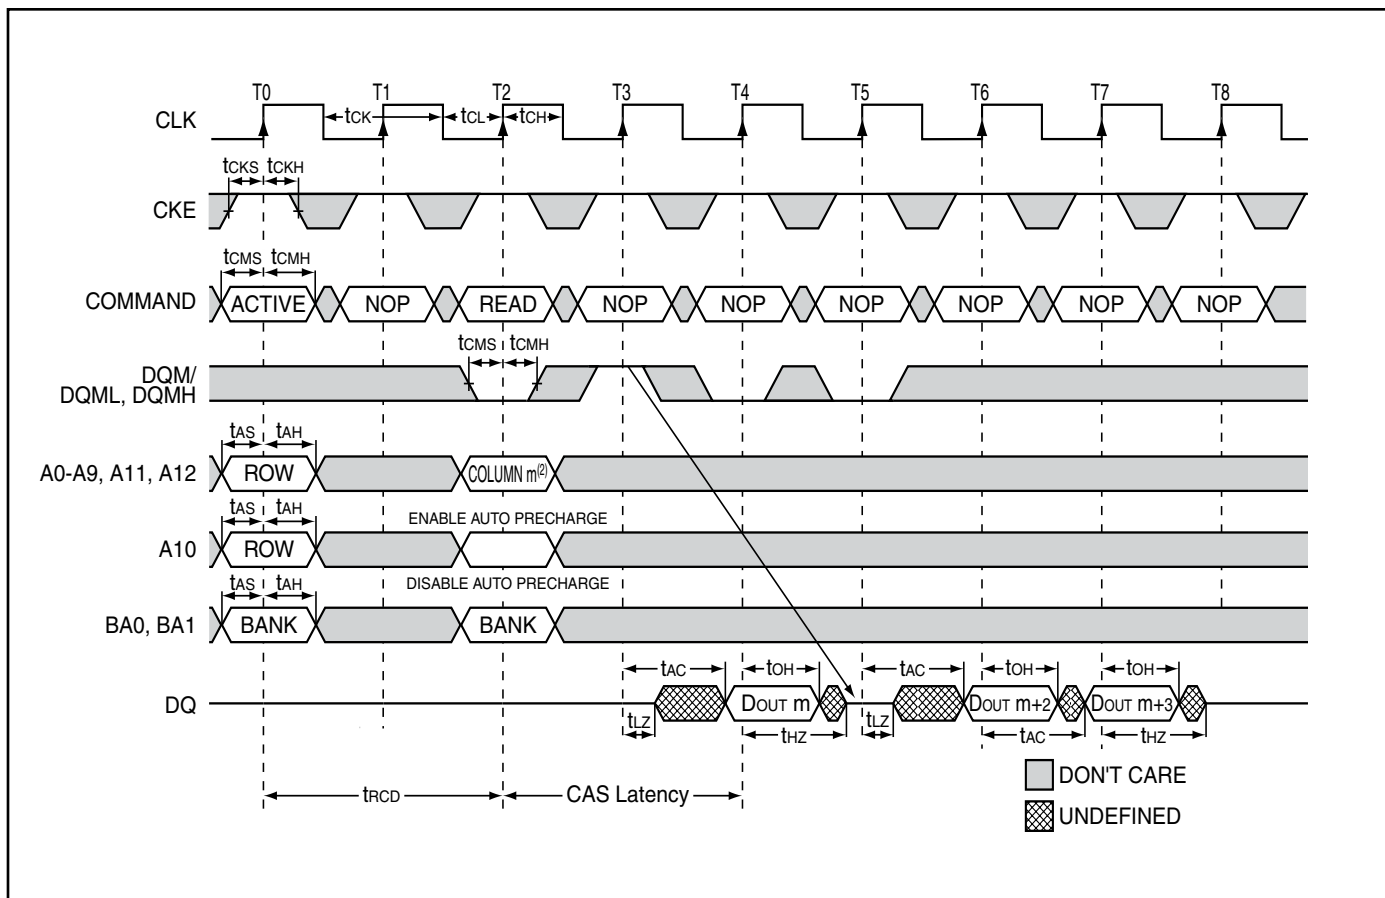 T0 T1 T2 T3 T4 T5 T6 T7 T8
CLK tCK tCL tCH
tCKS tCKH
CKE
tCMS tCMH
COMMAND ACTIVE NOP READ NOP NOP NOP NOP NOP NOP
tCMS tCMH
DQM/
DQML, DQMH
tAS tAH
A0-A9, A11, A12 ROW COLUMN m(2)
tAS tAH ENABLE AUTO PRECHARGE
A10 ROW
tAS tAH DISABLE AUTO PRECHARGE
BA0, BA1 BANK BANK
tAC tOH tAC tOH tOH
DQ DOUT m DOUT m+2 DOUT m+3
tLZ tHZ tLZ tAC tHZ
DON'T CARE
tRCD CAS Latency
UNDEFINED